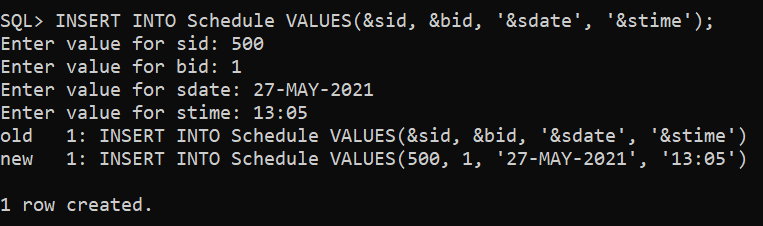 SQL> INSERT INTO Schedule VALUES(&sid, &bid, '&sdate', '&stime');
Enter value for sid: 500
Enter value for bid: 1
Enter value for sdate: 27-MAY-2021
Enter value for stime: 13:05
old   1: INSERT INTO Schedule VALUES(&sid, &bid, '&sdate', '&stime')
new   1: INSERT INTO Schedule VALUES(500, 1, '27-MAY-2021', '13:05')
1 row created.